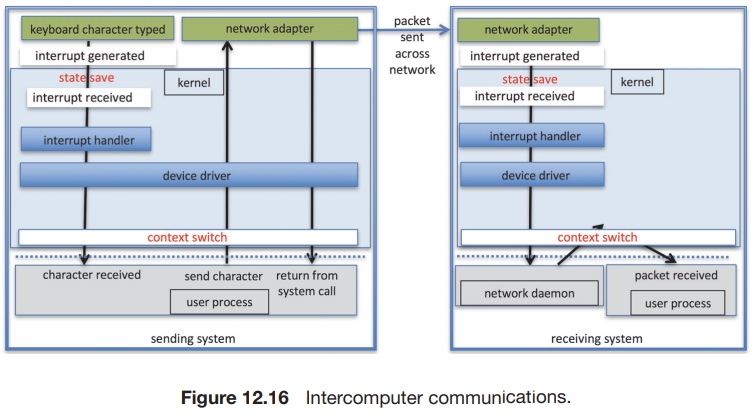 keyboard character typed
network adapter
interrupt generated
state save
kernel
interrupt received
interrupt handler
device driver
context switch
character received
send character
return from
system call
user process
sending system
packet
sent
across
network
network adapter
interrupt generated
state save
kernel
interrupt received
interrupt handler
device driver
context switch
network daemon
packet received
user process
receiving system
Figure 12.16 Intercomputer communications.